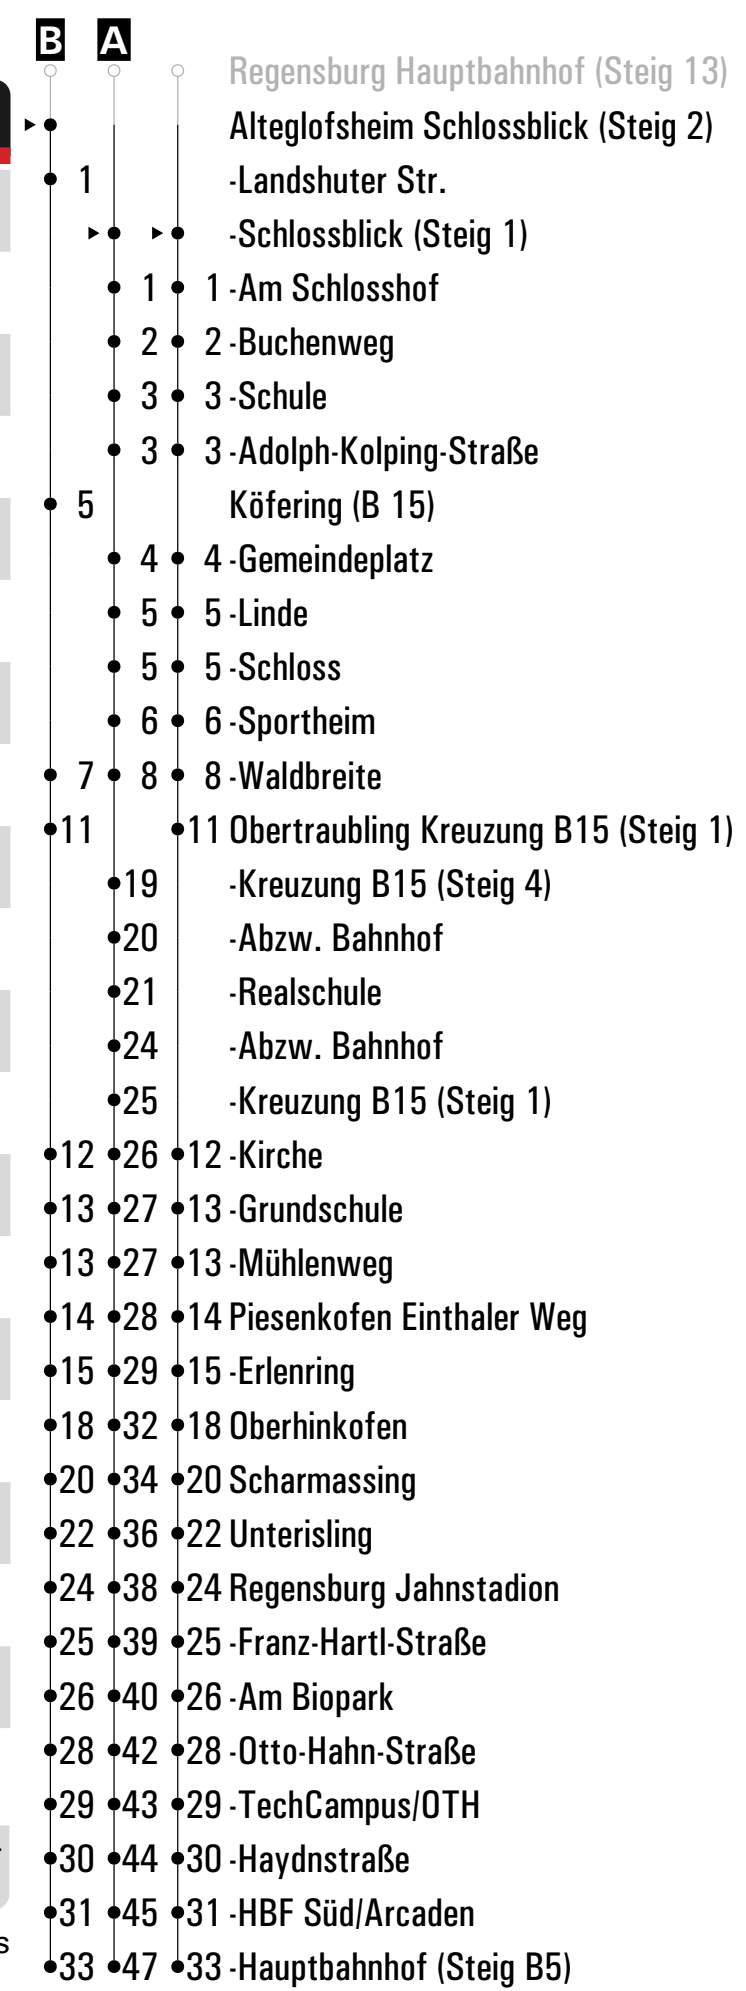 B A
Regensburg Hauptbahnhof (Steig 13)
Alteglofsheim Schlossblick (Steig 2)
1 -Landshuter Str.
-Schlossblick (Steig 1)
1 1 -Am Schlosshof
2 2 -Buchenweg
3 3 -Schule
3 3 -Adolph-Kolping-Straße
5 Köfering (B 15)
4 4 -Gemeindeplatz
5 5 -Linde
5 5 -Schloss
6 6 -Sportheim
7 8 8 -Waldbreite
11 11 Obertraubling Kreuzung B15 (Steig 1)
19 -Kreuzung B15 (Steig 4)
20 -Abzw. Bahnhof
21 -Realschule
24 -Abzw. Bahnhof
25 -Kreuzung B15 (Steig 1)
12 26 12 -Kirche
13 27 13 -Grundschule
13 27 13 -Mühlenweg
14 28 14 Piesenkofen Einthaler Weg
15 29 15 -Erlenring
18 32 18 Oberhinkofen
20 34 20 Scharmassing
22 36 22 Unterisling
24 38 24 Regensburg Jahnstadion
25 39 25 -Franz-Hartl-Straße
26 40 26 -Am Biopark
28 42 28 -Otto-Hahn-Straße
29 43 29 -TechCampus/OTH
30 44 30 -Haydnstraße
31 45 31 -HBF Süd/Arcaden
s
33 47 33 -Hauptbahnhof (Steig B5)